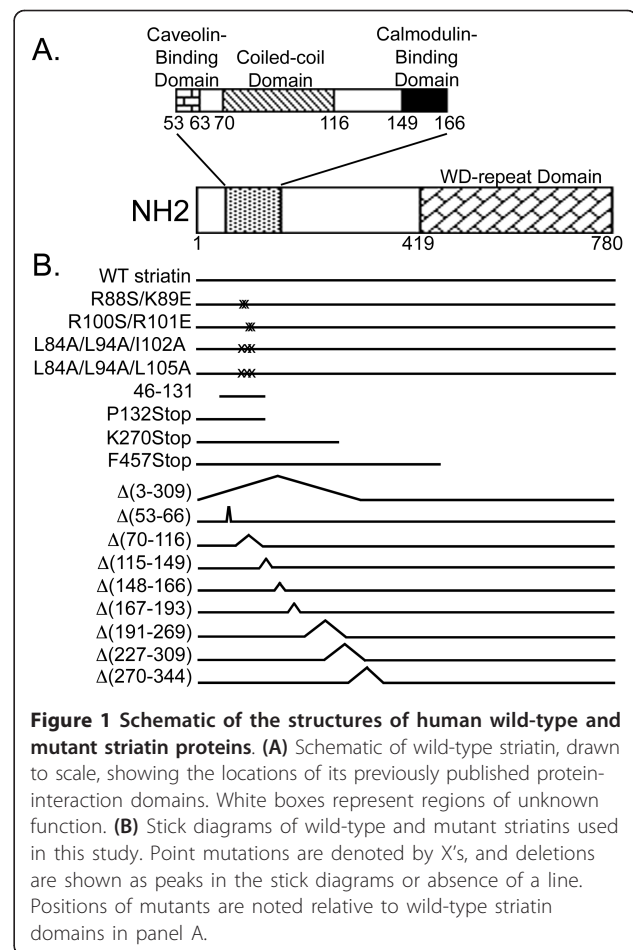 A.
Caveolin-
Binding
Domain
Coiled-coil
Domain
Calmodulin-
Binding
Domain
53 63 70 116 149 166
WD-repeat Domain
NH2
1 419 780
B.
WT striatin
R88S/K89E
R100S/R101E
L84A/L94A/I102A
L84A/L94A/L105A
46-131
P132Stop
K270Stop
F457Stop
Δ(3-309)
Δ(53-66)
Δ(70-116)
Δ(115-149)
Δ(148-166)
Δ(167-193)
Δ(191-269)
Δ(227-309)
Δ(270-344)
Figure 1 Schematic of the structures of human wild-type and
mutant striatin proteins. (A) Schematic of wild-type striatin, drawn
to scale, showing the locations of its previously published protein-
interaction domains. White boxes represent regions of unknown
function. (B) Stick diagrams of wild-type and mutant striatins used
in this study. Point mutations are denoted by X's, and deletions
are shown as peaks in the stick diagrams or absence of a line.
Positions of mutants are noted relative to wild-type striatin
domains in panel A.